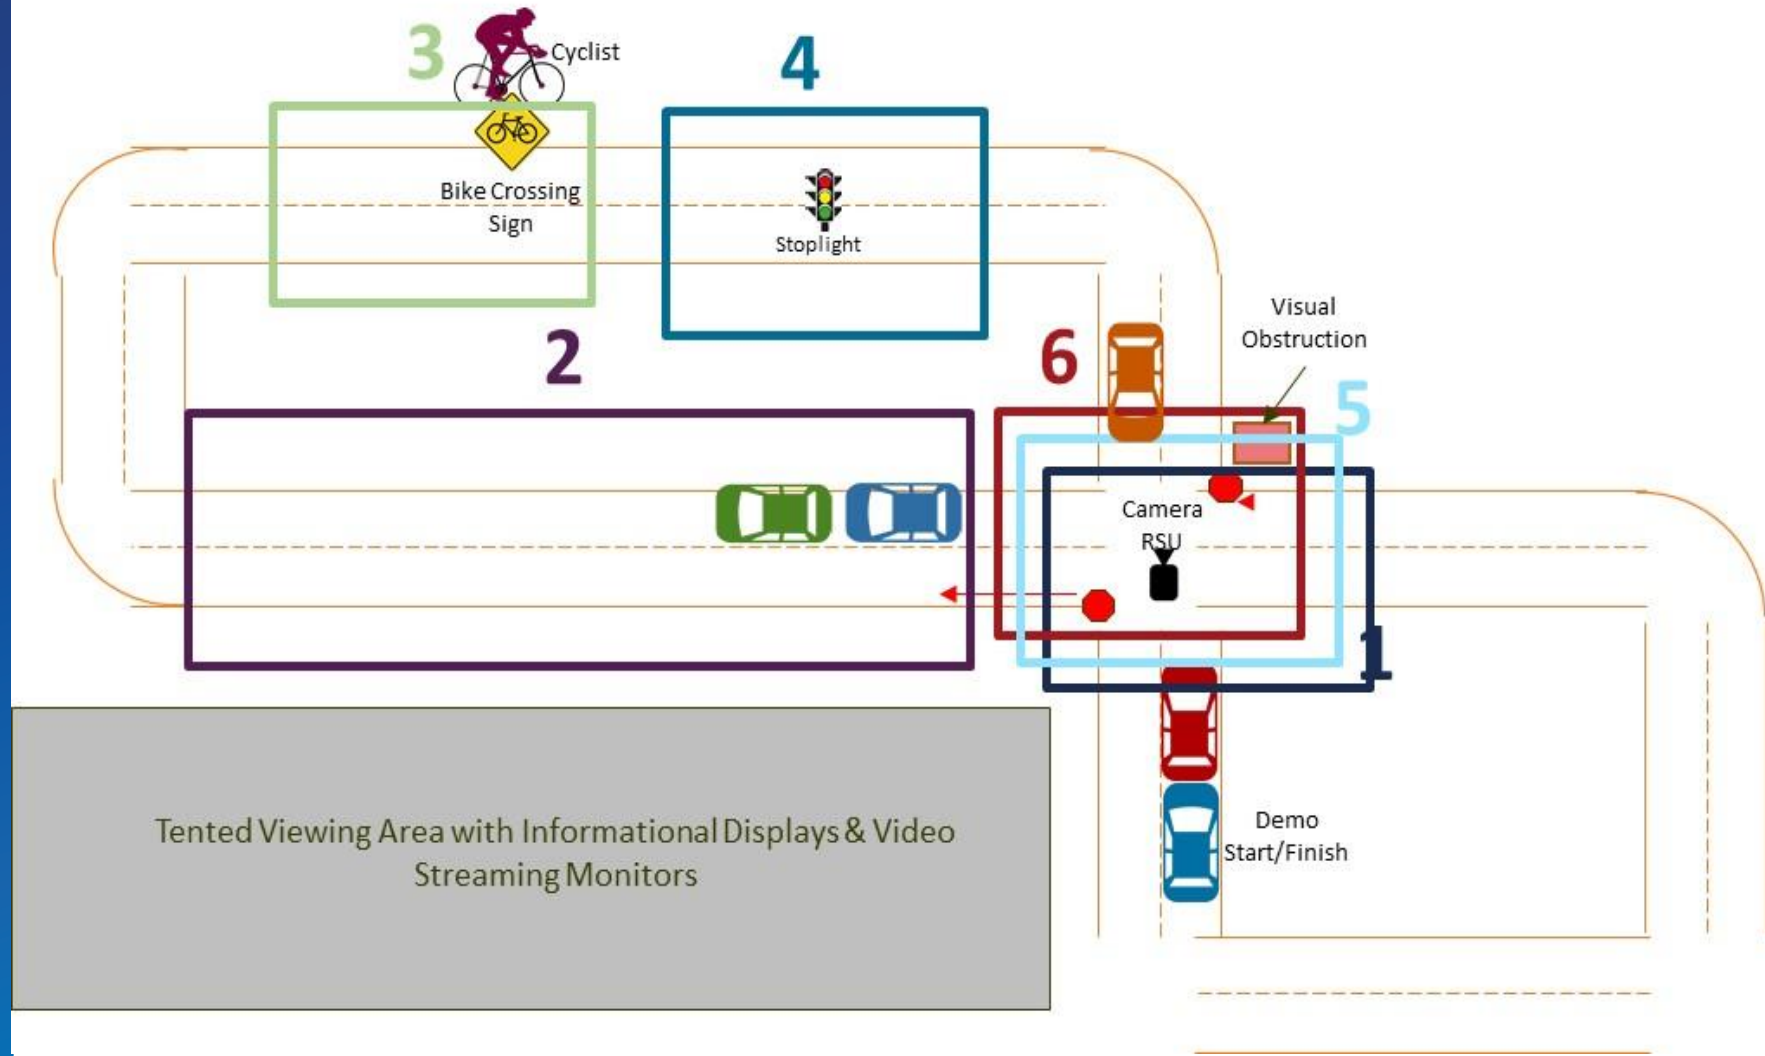 3
Cyclist
4
Bike Crossing
Sign
Stoplight
2
6
Visual
Obstruction
5
Camera
RSU
1
Tented Viewing Area with Informational Displays & Video
Streaming Monitors
Demo
Start/Finish